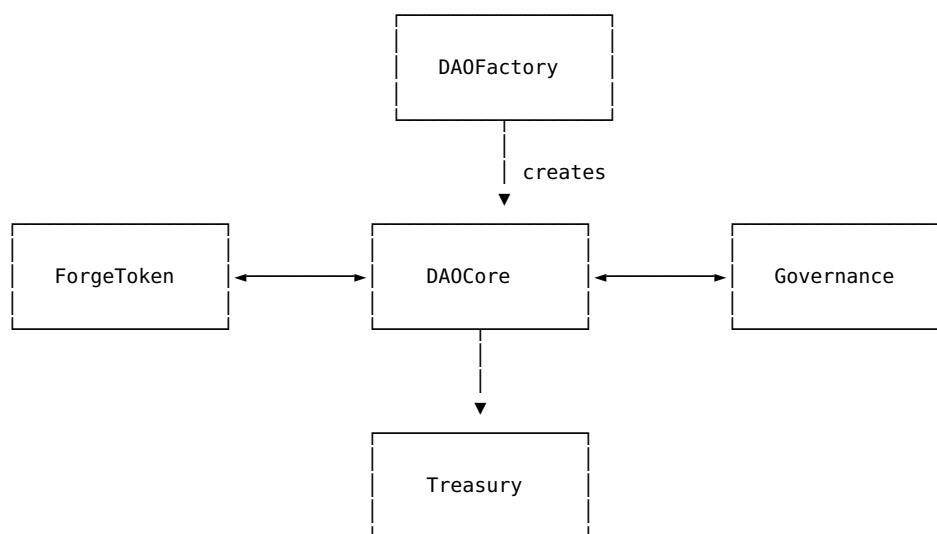 DAOFactory
creates
ForgeToken
DAOCore
Governance
Treasury